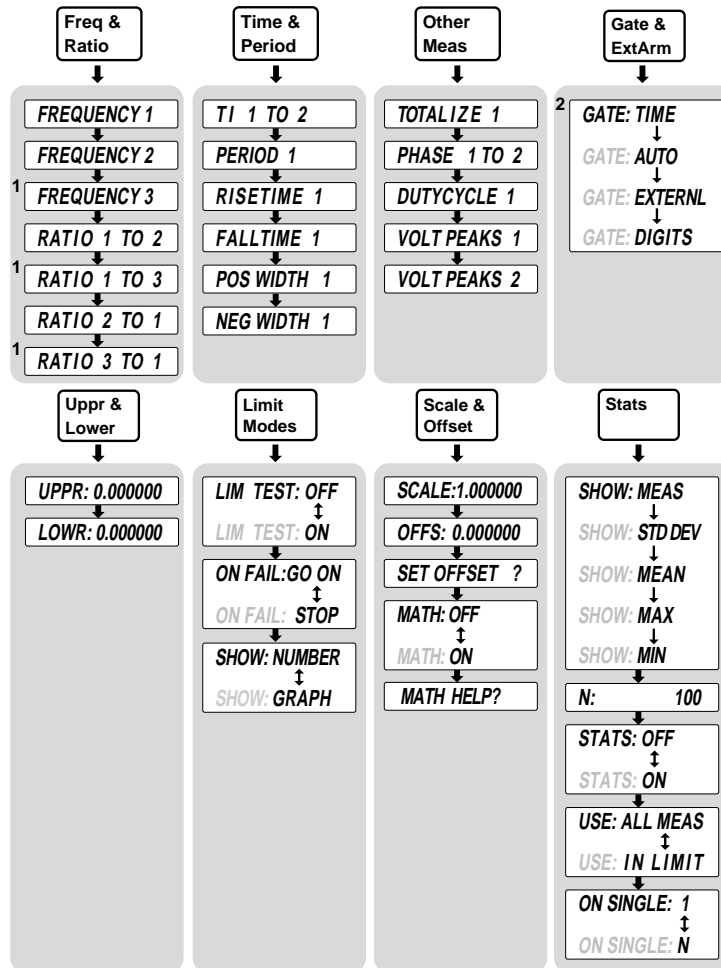 Freq &
Ratio
FREQUENCY 1
FREQUENCY 2
1
FREQUENCY 3
RATIO 1 TO 2
1
RATIO 1 TO 3
RATIO 2 TO 1
1
RATIO 3 TO 1
Time &
Period
TI 1 TO 2
PERIOD 1
RISETIME 1
FALLTIME 1
POS WIDTH 1
NEG WIDTH 1
Other
Meas
TOTALIZE 1
PHASE 1 TO 2
DUTYCYCLE 1
VOLT PEAKS 1
VOLT PEAKS 2
Gate &
ExtArm
2
GATE: TIME
GATE: AUTO
GATE: EXTERNL
GATE: DIGITS
Uppr &
Lower
UPPR: 0.000000
LOWR: 0.000000
Limit
Modes
LIM TEST: OFF
LIM TEST: ON
ON FAIL:GO ON
ON FAIL: STOP
SHOW: NUMBER
SHOW: GRAPH
Scale &
Offset
SCALE:1.000000
OFFS: 0.000000
SET OFFSET ?
MATH: OFF
MATH: ON
MATH HELP?
Stats
SHOW: MEAS
SHOW: STD DEV
SHOW: MEAN
SHOW: MAX
SHOW: MIN
N: 100
STATS: OFF
STATS: ON
USE: ALL MEAS
USE: IN LIMIT
ON SINGLE: 1
ON SINGLE: N